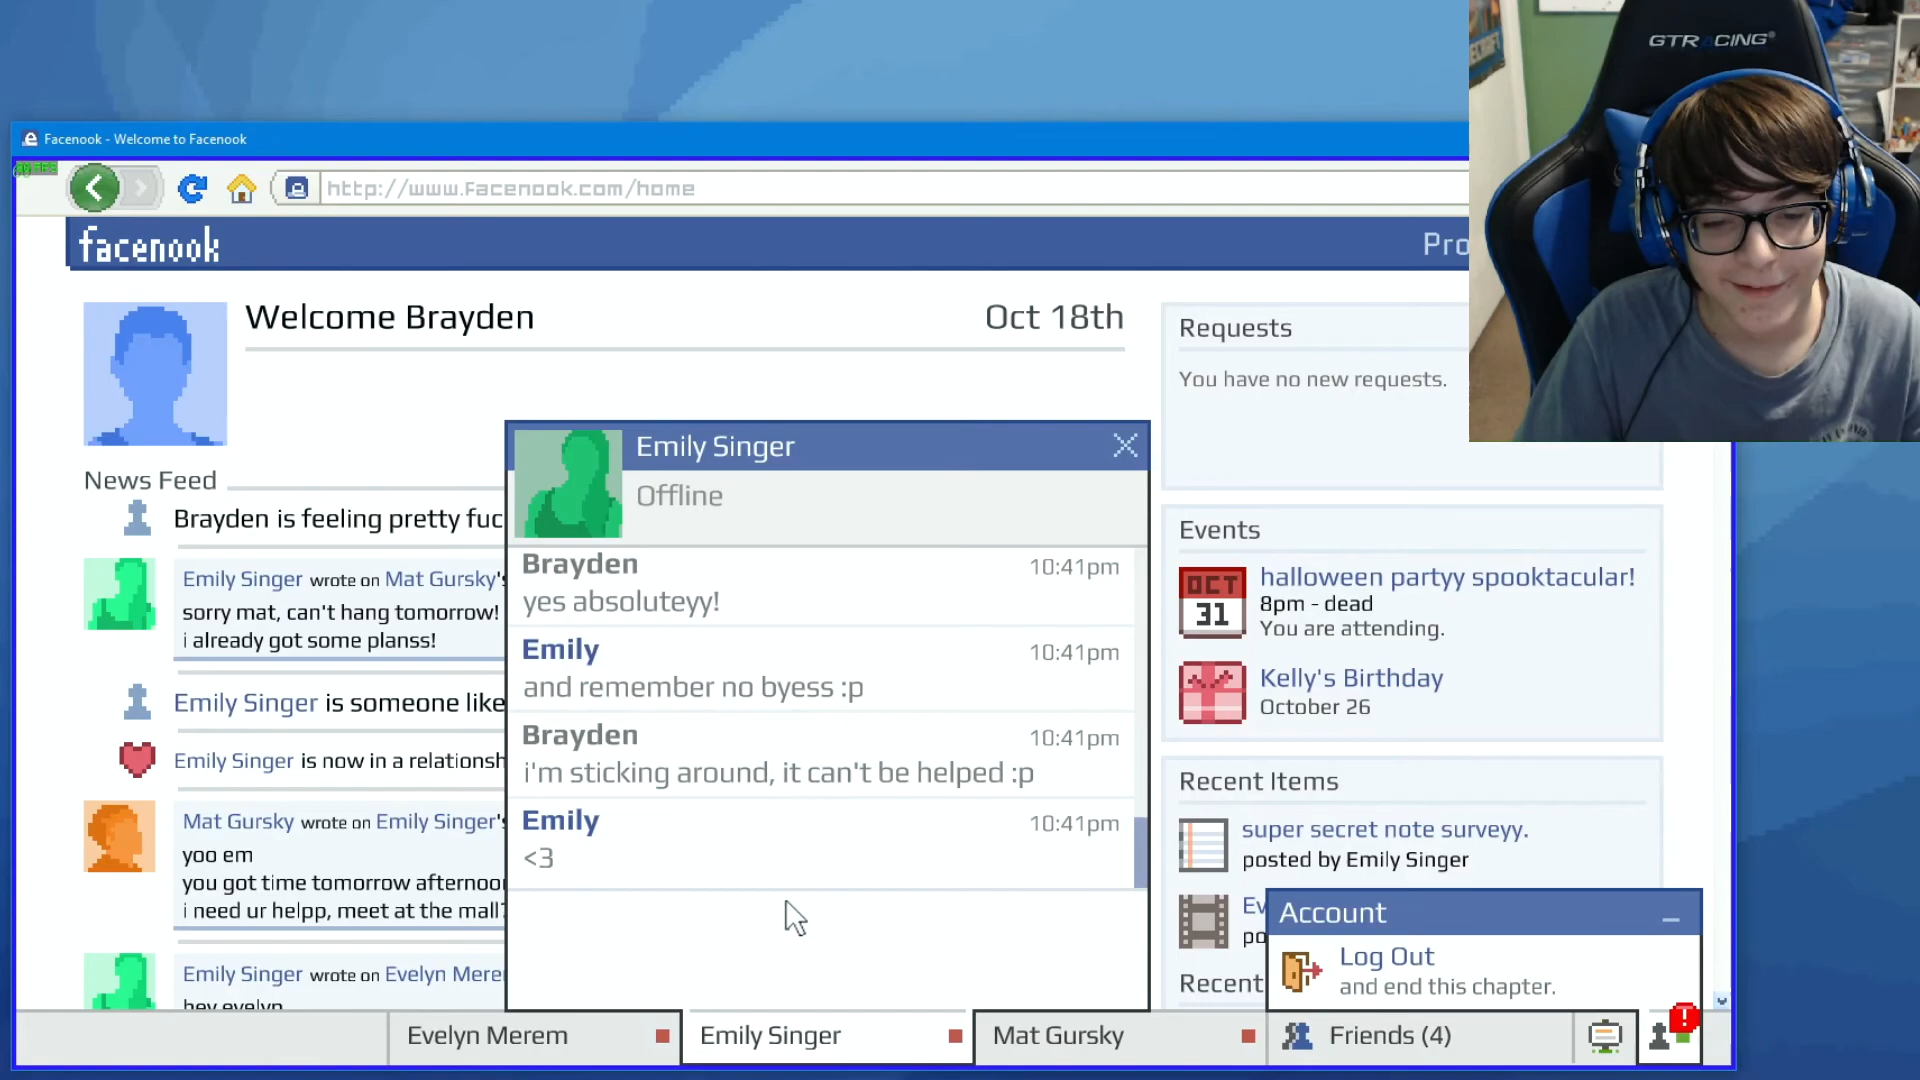 GTRACING
Facenook - Welcome to Facenook
http://www.Facenook.com/home
facenook
Pro
Welcome Brayden
Oct 18th
News Feed
Brayden is feeling pretty fuc
Emily Singer wrote on Mat Gursky's
sorry mat, can't hang tomorrow!
i already got some planss!
Emily Singer is someone like
Emily Singer is now in a relationsh
Mat Gursky wrote on Emily Singer's
yoo em
you got time tomorrow afternoon
i need ur helpp, meet at the mall?
Emily Singer wrote on Evelyn Mere
hey evelyn
Emily Singer
Offline
Brayden 10:41pm
yes absoluteyy!
Emily 10:41pm
and remember no byess :p
Brayden 10:41pm
i'm sticking around, it can't be helped :p
Emily 10:41pm
<3
Requests
You have no new requests.
Events
OCT
31
halloween partyy spooktacular!
8pm - dead
You are attending.
Kelly's Birthday
October 26
Recent Items
super secret note surveyy.
posted by Emily Singer
Ev
po
Recent
Account
Log Out
and end this chapter.
Evelyn Merem
Emily Singer
Mat Gursky
Friends (4)
!